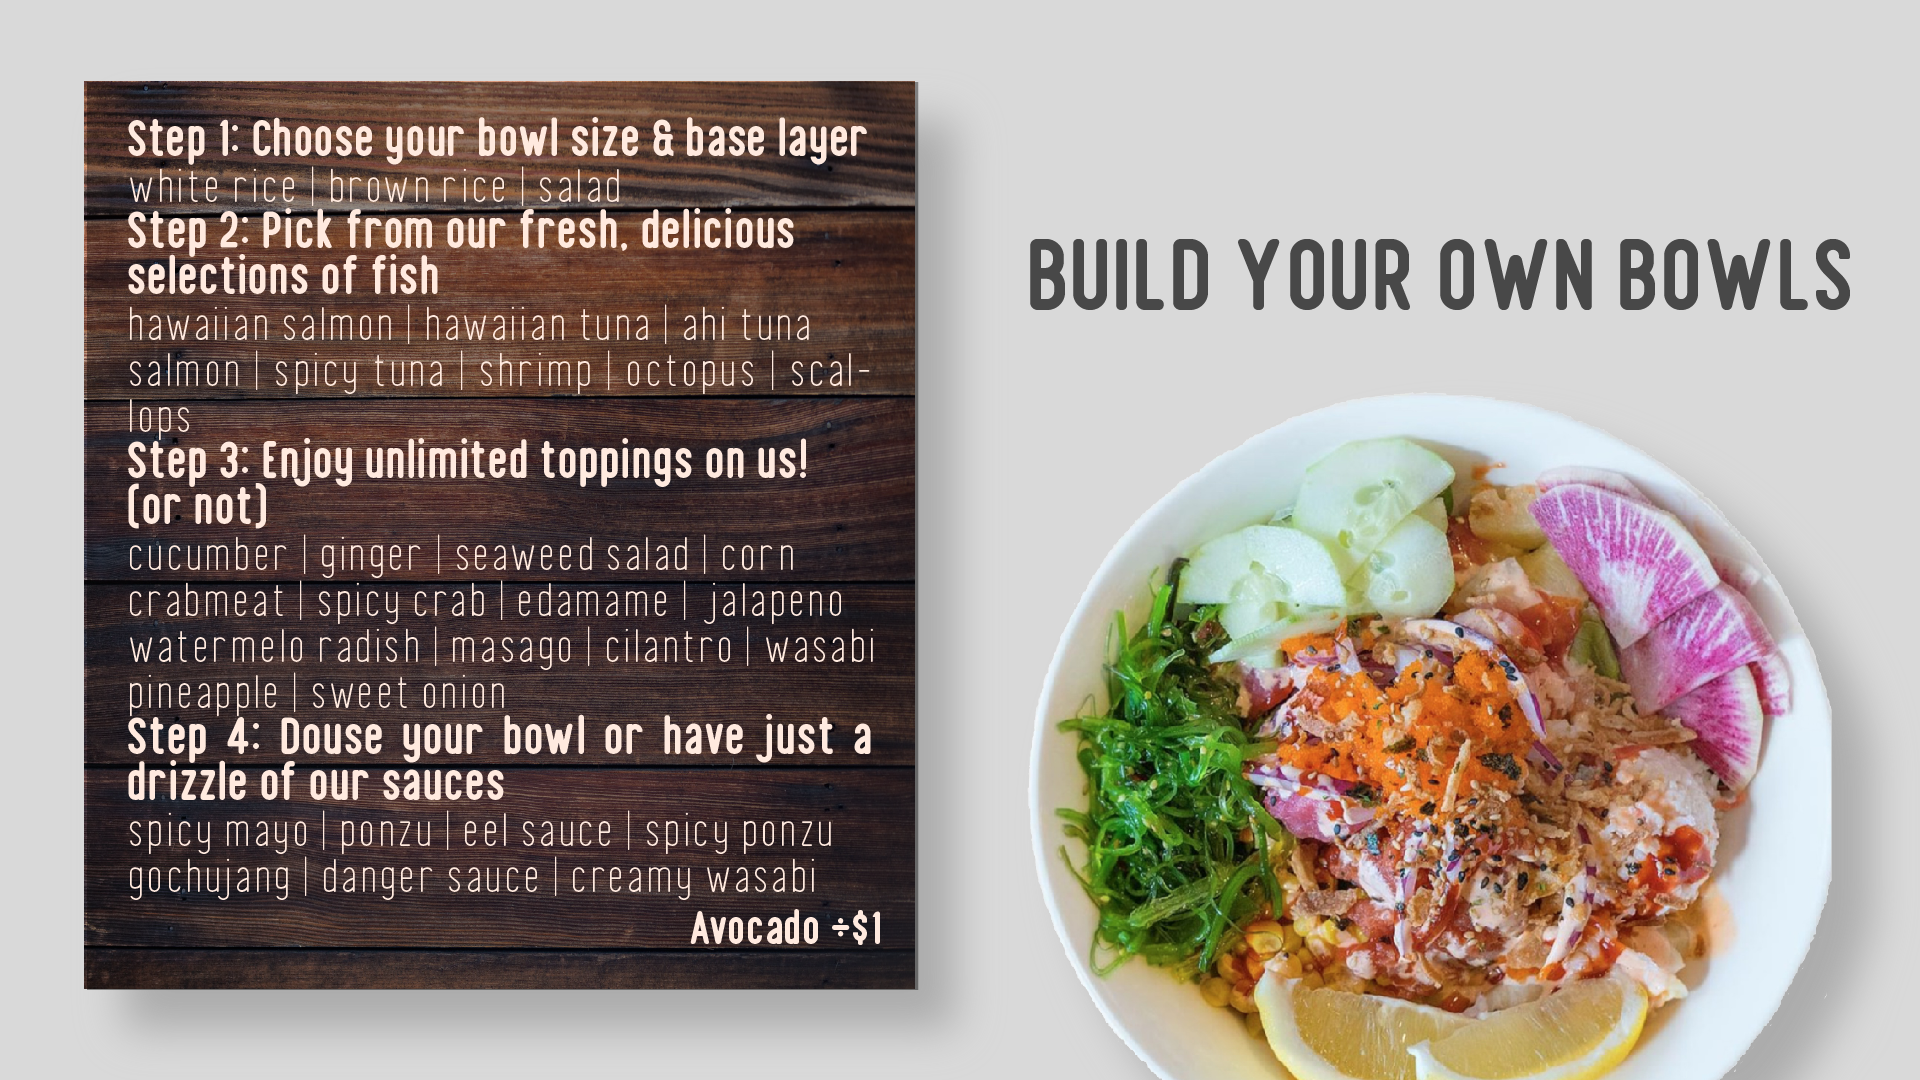 Step 1: Choose your bowl size & base layer
white rice | brown rice | salad
Step 2: Pick from our fresh, delicious
selections of fish
hawaiian salmon | hawaiian tuna | ahi tuna
salmon | spicy tuna | shrimp | octopus | scal-
lops
Step 3: Enjoy unlimited toppings on us!
(or not)
cucumber | ginger | seaweed salad | corn
crabmeat | spicy crab | edamame | jalapeno
watermelo radish | masago | cilantro | wasabi
pineapple | sweet onion
Step 4: Douse your bowl or have just a
drizzle of our sauces
spicy mayo | ponzu | eel sauce | spicy ponzu
gochujang | danger sauce | creamy wasabi
Avocado ÷$1
BUILD YOUR OWN BOWLS